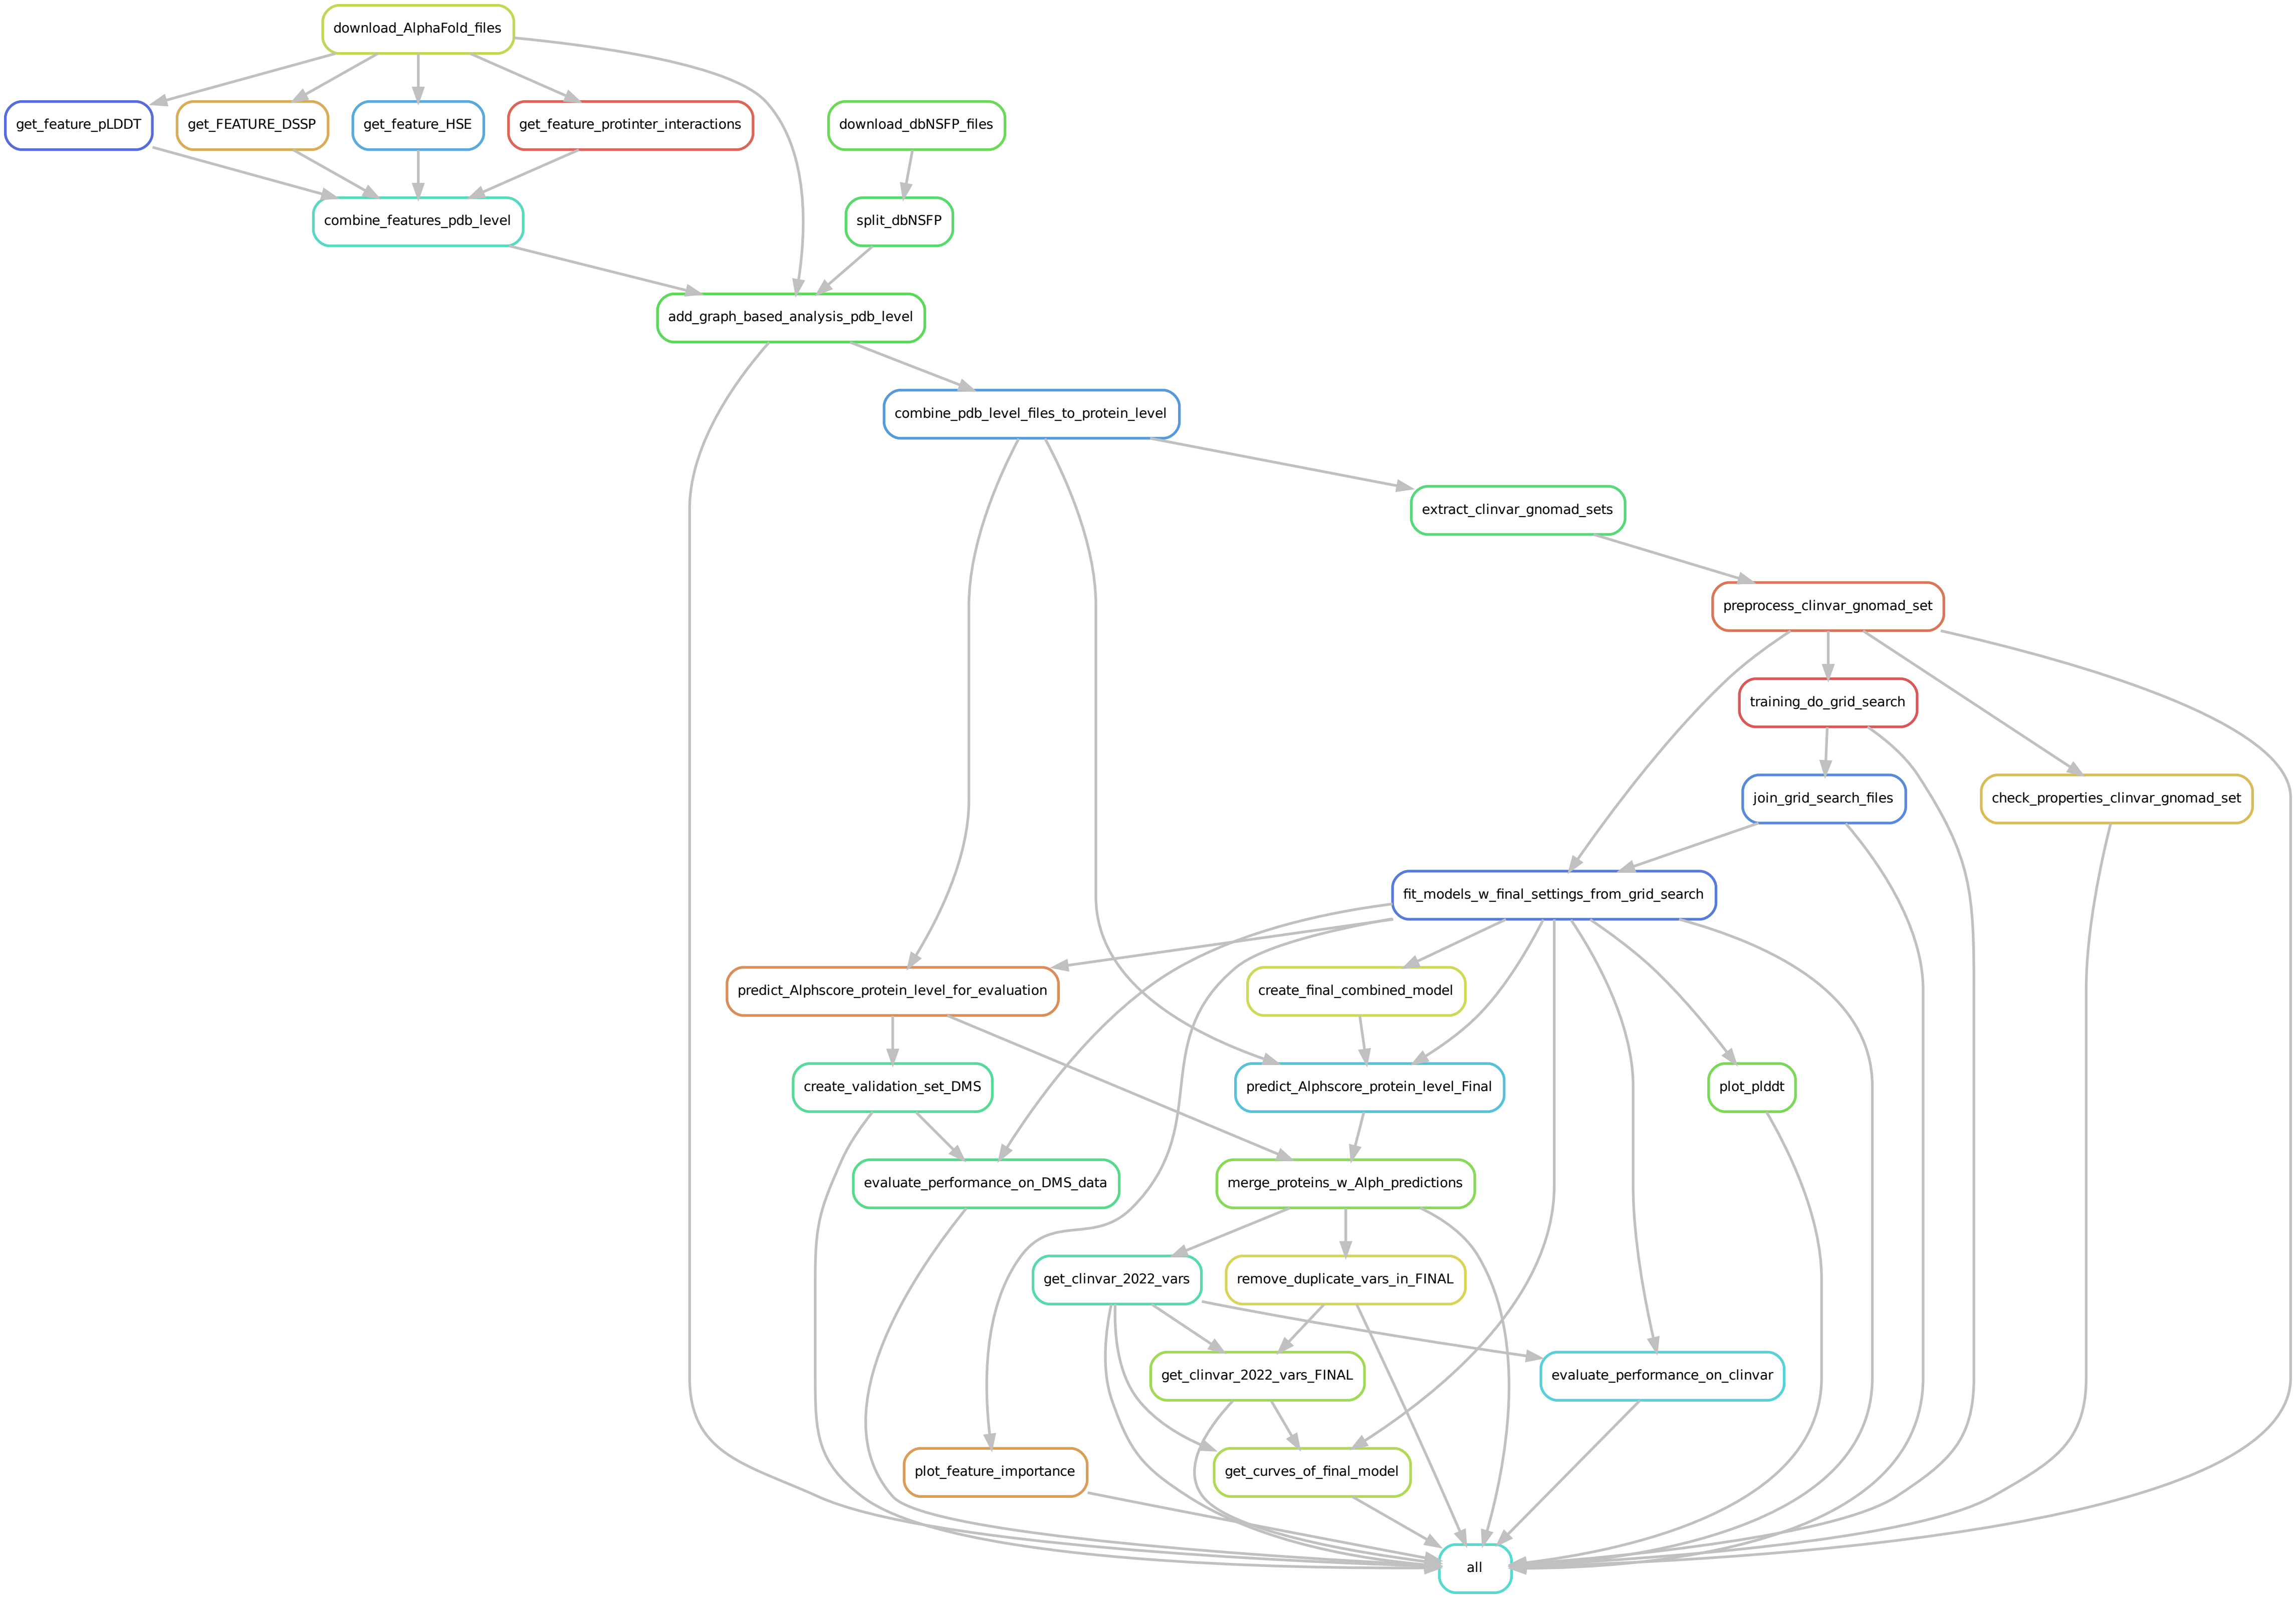 download_AlphaFold_files
get_feature_pLDDT
get_FEATURE_DSSP
get_feature_HSE
get_feature_protinter_interactions
download_dbNSFP_files
combine_features_pdb_level
split_dbNSFP
add_graph_based_analysis_pdb_level
combine_pdb_level_files_to_protein_level
extract_clinvar_gnomad_sets
preprocess_clinvar_gnomad_set
training_do_grid_search
join_grid_search_files
check_properties_clinvar_gnomad_set
fit_models_w_final_settings_from_grid_search
predict_Alphscore_protein_level_for_evaluation
create_final_combined_model
create_validation_set_DMS
predict_Alphscore_protein_level_Final
plot_plddt
evaluate_performance_on_DMS_data
merge_proteins_w_Alph_predictions
get_clinvar_2022_vars
remove_duplicate_vars_in_FINAL
get_clinvar_2022_vars_FINAL
evaluate_performance_on_clinvar
plot_feature_importance
get_curves_of_final_model
all